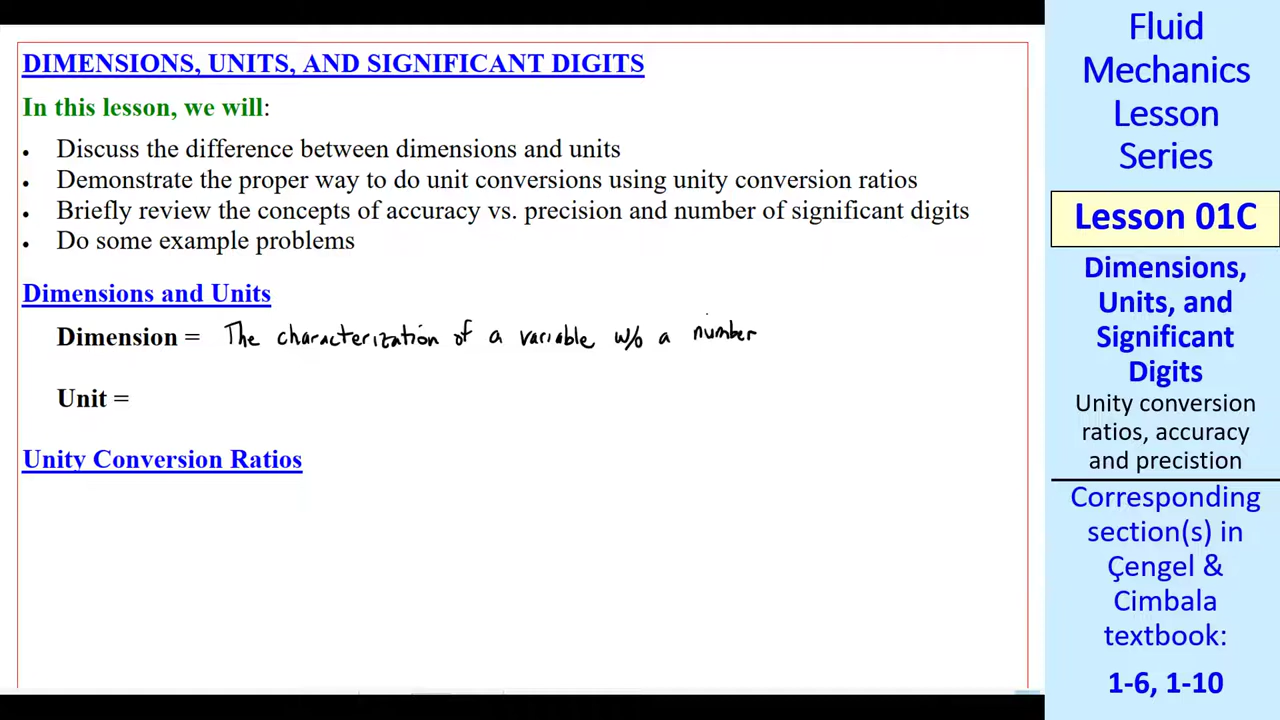 DIMENSIONS, UNITS, AND SIGNIFICANT DIGITS
In this lesson, we will:
• Discuss the difference between dimensions and units
• Demonstrate the proper way to do unit conversions using unity conversion ratios
• Briefly review the concepts of accuracy vs. precision and number of significant digits
• Do some example problems
Dimensions and Units
Dimension = The characterization of a variable w/o a number
Unit =
Unity Conversion Ratios
Fluid
Mechanics
Lesson
Series
Lesson 01C
Dimensions,
Units, and
Significant
Digits
Unity conversion
ratios, accuracy
and precistion
Corresponding
section(s) in
Çengel &
Cimbala
textbook:
1-6, 1-10